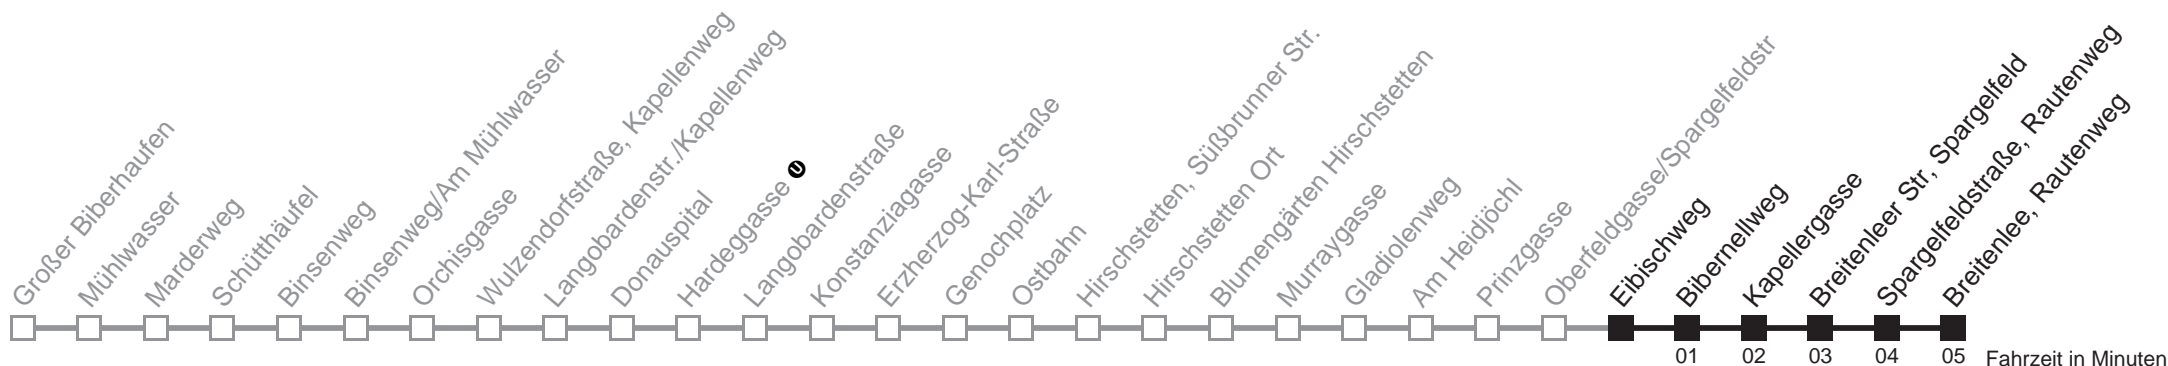 Großer Biberhaufen
Mühlwasser
Marderweg
Schütthäufel
Binsenweg
Binsenweg/Am Mühlwasser
Orchisgasse
Wulzendorfstraße, Kapellenweg
Langobardenstr./Kapellenweg
Donauspital
Hardeggasse U
Langobardenstraße
Konstanziagasse
Erzherzog-Karl-Straße
Genochplatz
Ostbahn
Hirschstetten, Süßbrunner Str.
Hirschstetten Ort
Blumengärten Hirschstetten
Murraygasse
Gladiolenweg
Am Heidjöchl
Prinzgasse
Oberfeldgasse/Spargelfeldstr
Eibischweg
Bibernellweg
Kapellergasse
Breitenleer Str, Spargelfeld
Spargelfeldstraße, Rautenweg
Breitenlee, Rautenweg
01 02 03 04 05 Fahrzeit in Minuten